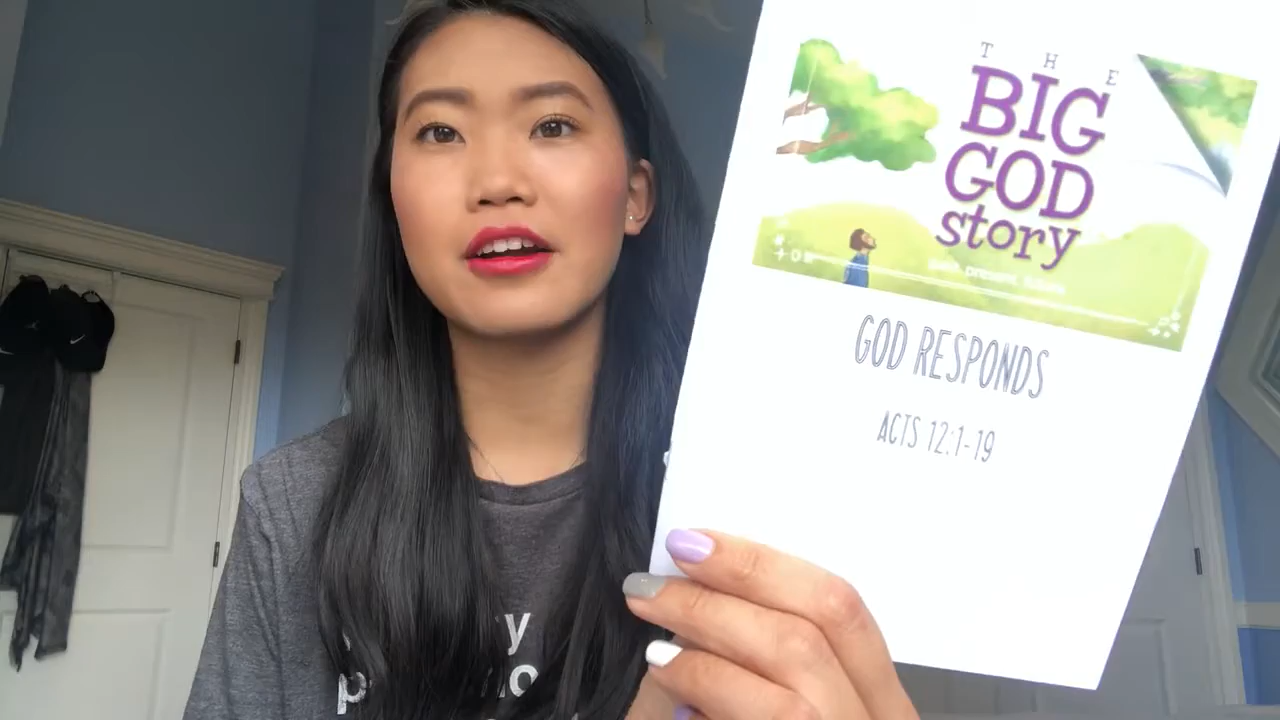 THE
BIG
GOD
story
GOD RESPONDS
ACTS 12:1-19